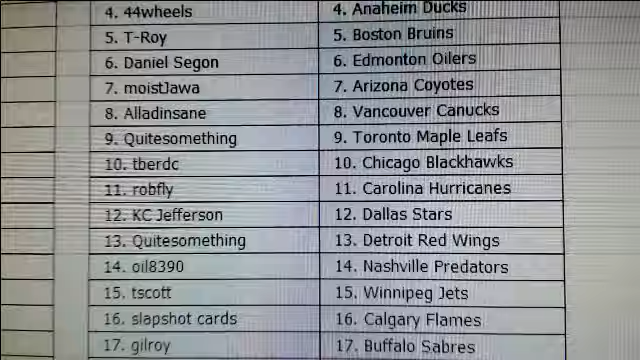 4. 44wheels 4. Anaheim Ducks
5. T-Roy 5. Boston Bruins
6. Daniel Segon 6. Edmonton Oilers
7. moistJawa 7. Arizona Coyotes
8. Alladinsane 8. Vancouver Canucks
9. Quitesomething 9. Toronto Maple Leafs
10. tberdc 10. Chicago Blackhawks
11. robfly 11. Carolina Hurricanes
12. KC Jefferson 12. Dallas Stars
13. Quitesomething 13. Detroit Red Wings
14. oil8390 14. Nashville Predators
15. tscott 15. Winnipeg Jets
16. slapshot cards 16. Calgary Flames
17. gilroy 17. Buffalo Sabres